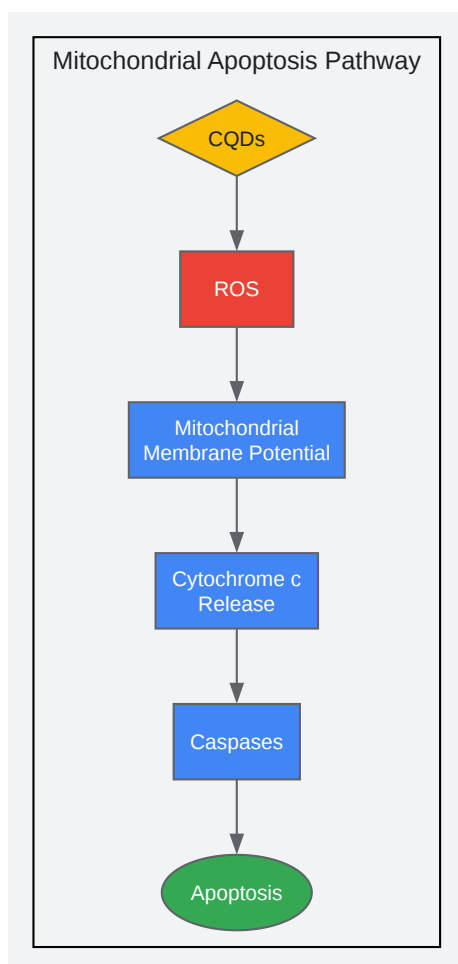 Mitochondrial Apoptosis Pathway
CQDs
ROS
Mitochondrial
Membrane Potential
Cytochrome c
Release
Caspases
Apoptosis